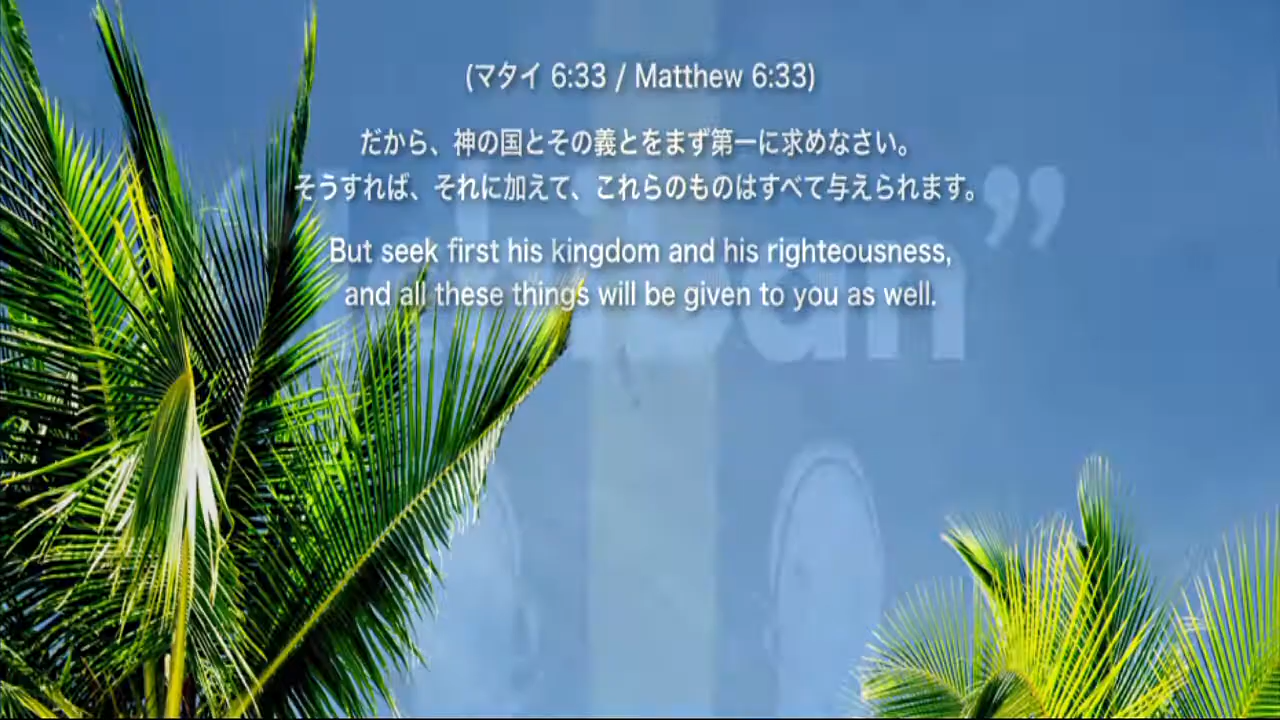 (マタイ 6:33 / Matthew 6:33)
だから、神の国とその義とをまず第一に求めなさい。
そうすれば、それに加えて、これらのものはすべて与えられます。
But seek first his kingdom and his righteousness,
and all these things will be given to you as well.